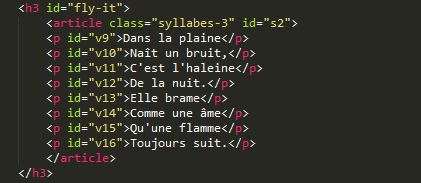 <h3 id="fly-it">
<article class="syllabes-3" id="s2">
<p id="v9">Dans la plaine</p>
<p id="v10">Naît un bruit,</p>
<p id="v11">C'est l'haleine</p>
<p id="v12">De la nuit.</p>
<p id="v13">Elle brame</p>
<p id="v14">Comme une âme</p>
<p id="v15">Qu'une flamme</p>
<p id="v16">Toujours suit.</p>
</article>
</h3>